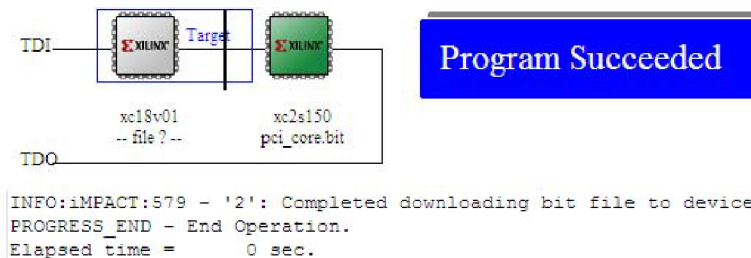 TDI
XILINX
Target
XILINX
Program Succeeded
xc18v01
xc2s150
-- file ? --
pci_core.bit
TDO
INFO:iMPACT:579 - '2': Completed downloading bit file to device
PROGRESS_END - End Operation.
Elapsed time =      0 sec.